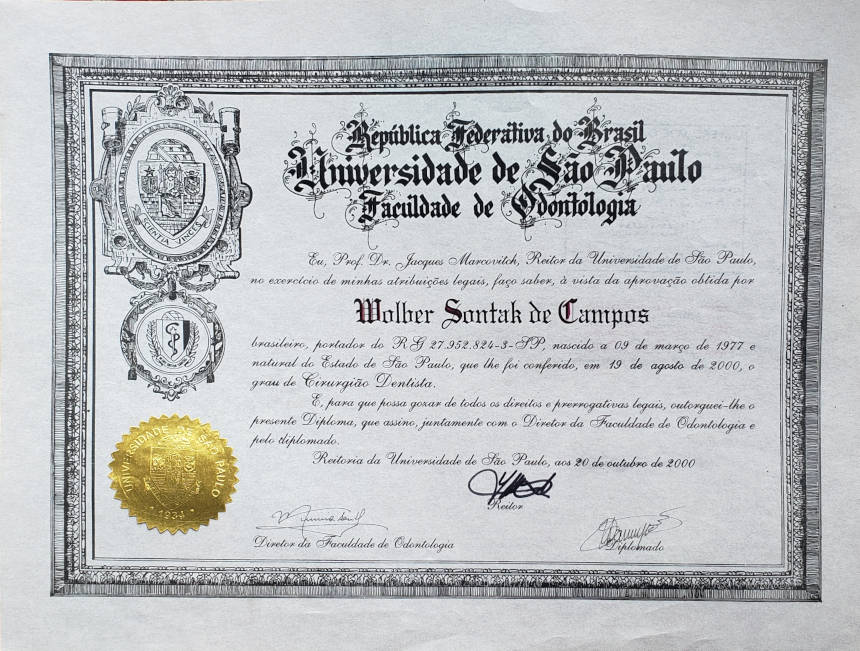 República Federativa do Brasil
Universidade de São Paulo
Faculdade de Odontologia
SCIENTIA VINCES
Eu, Prof. Dr. Jacques Marcovitch, Reitor da Universidade de São Paulo,
no exercício de minhas atribuições legais, faço saber, à vista da aprovação obtida por
Wolber Sontak de Campos
brasileiro, portador do RG 27.952.824-3-SP, nascido a 09 de março de 1977 e
natural do Estado de São Paulo, que lhe foi conferido, em 19 de agosto de 2000, o
grau de Cirurgião Dentista.
E, para que possa gozar de todos os direitos e prerrogativas legais, outorguei-lhe o
presente Diploma, que assino, juntamente com o Diretor da Faculdade de Odontologia e
pelo diplomado.
Reitoria da Universidade de São Paulo, aos 20 de outubro de 2000
Reitor
Diretor da Faculdade de Odontologia
Diplomado
UNIVERSIDADE DE SÃO PAULO
1934